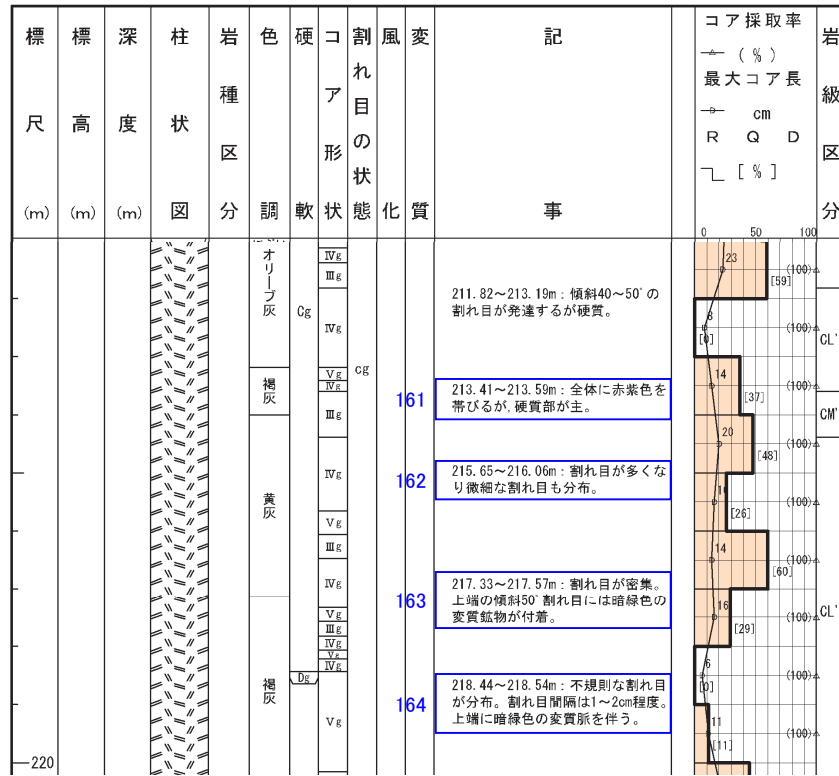 標尺(m)
標高(m)
深度(m)
柱状図
岩種区分
色調
硬軟
コア形状
割れ目の状態
風化
変質
記事
コア採取率
(%)
最大コア長
cm
R Q D
[%]
岩級区分
0 50 100
オリーブ灰
褐灰
黄灰
褐灰
Cg
Dg
Ⅳg
Ⅲg
Ⅳg
Ⅴg
Ⅳg
Ⅲg
Ⅳg
Ⅴg
Ⅲg
Ⅳg
Ⅴg
Ⅲg
Ⅳg
Ⅴg
Ⅳg
Ⅴg
cg
211.82~213.19m:傾斜40~50°の
割れ目が発達するが硬質。
161
213.41~213.59m:全体に赤紫色を
帯びるが,硬質部が主。
162
215.65~216.06m:割れ目が多くな
り微細な割れ目も分布。
163
217.33~217.57m:割れ目が密集。
上端の傾斜50°割れ目には暗緑色の
変質鉱物が付着。
164
218.44~218.54m:不規則な割れ目
が分布。割れ目間隔は1~2cm程度。
上端に暗緑色の変質脈を伴う。
23
(100)
[59]
8
(100)
[0]
14
(100)
[37]
20
(100)
[48]
(100)
[26]
14
(100)
[60]
16
(100)
[29]
6
(100)
[0]
11
(100)
[11]
CL'
CM'
CL'
220